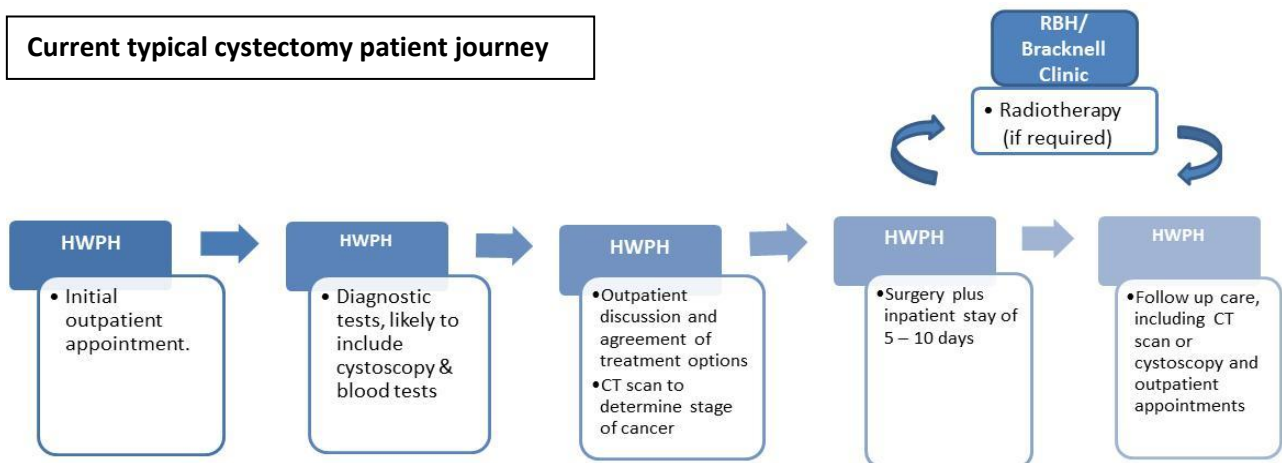 Current typical cystectomy patient journey
RBH/
Bracknell
Clinic
• Radiotherapy
(if required)
HWPH
• Initial
outpatient
appointment.
HWPH
• Diagnostic
tests, likely to
include
cystoscopy &
blood tests
HWPH
•Outpatient
discussion and
agreement of
treatment options
•CT scan to
determine stage
of cancer
HWPH
•Surgery plus
inpatient stay of
5 – 10 days
HWPH
•Follow up care,
including CT
scan or
cystoscopy and
outpatient
appointments